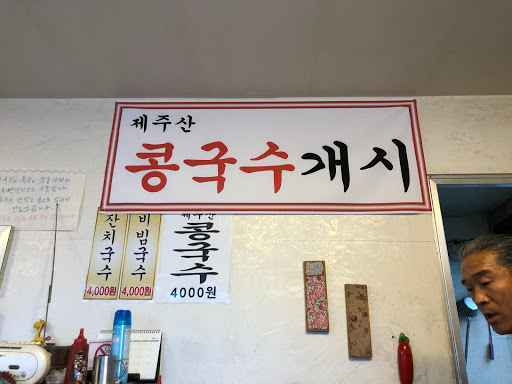 제주산
콩국수개시
잔치국수
4,000원
비빔국수
4,000원
제주산
콩국수
4000원